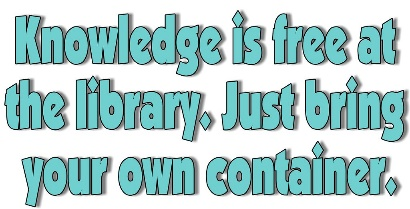 Knowledge is free at
the library. Just bring
your own container.